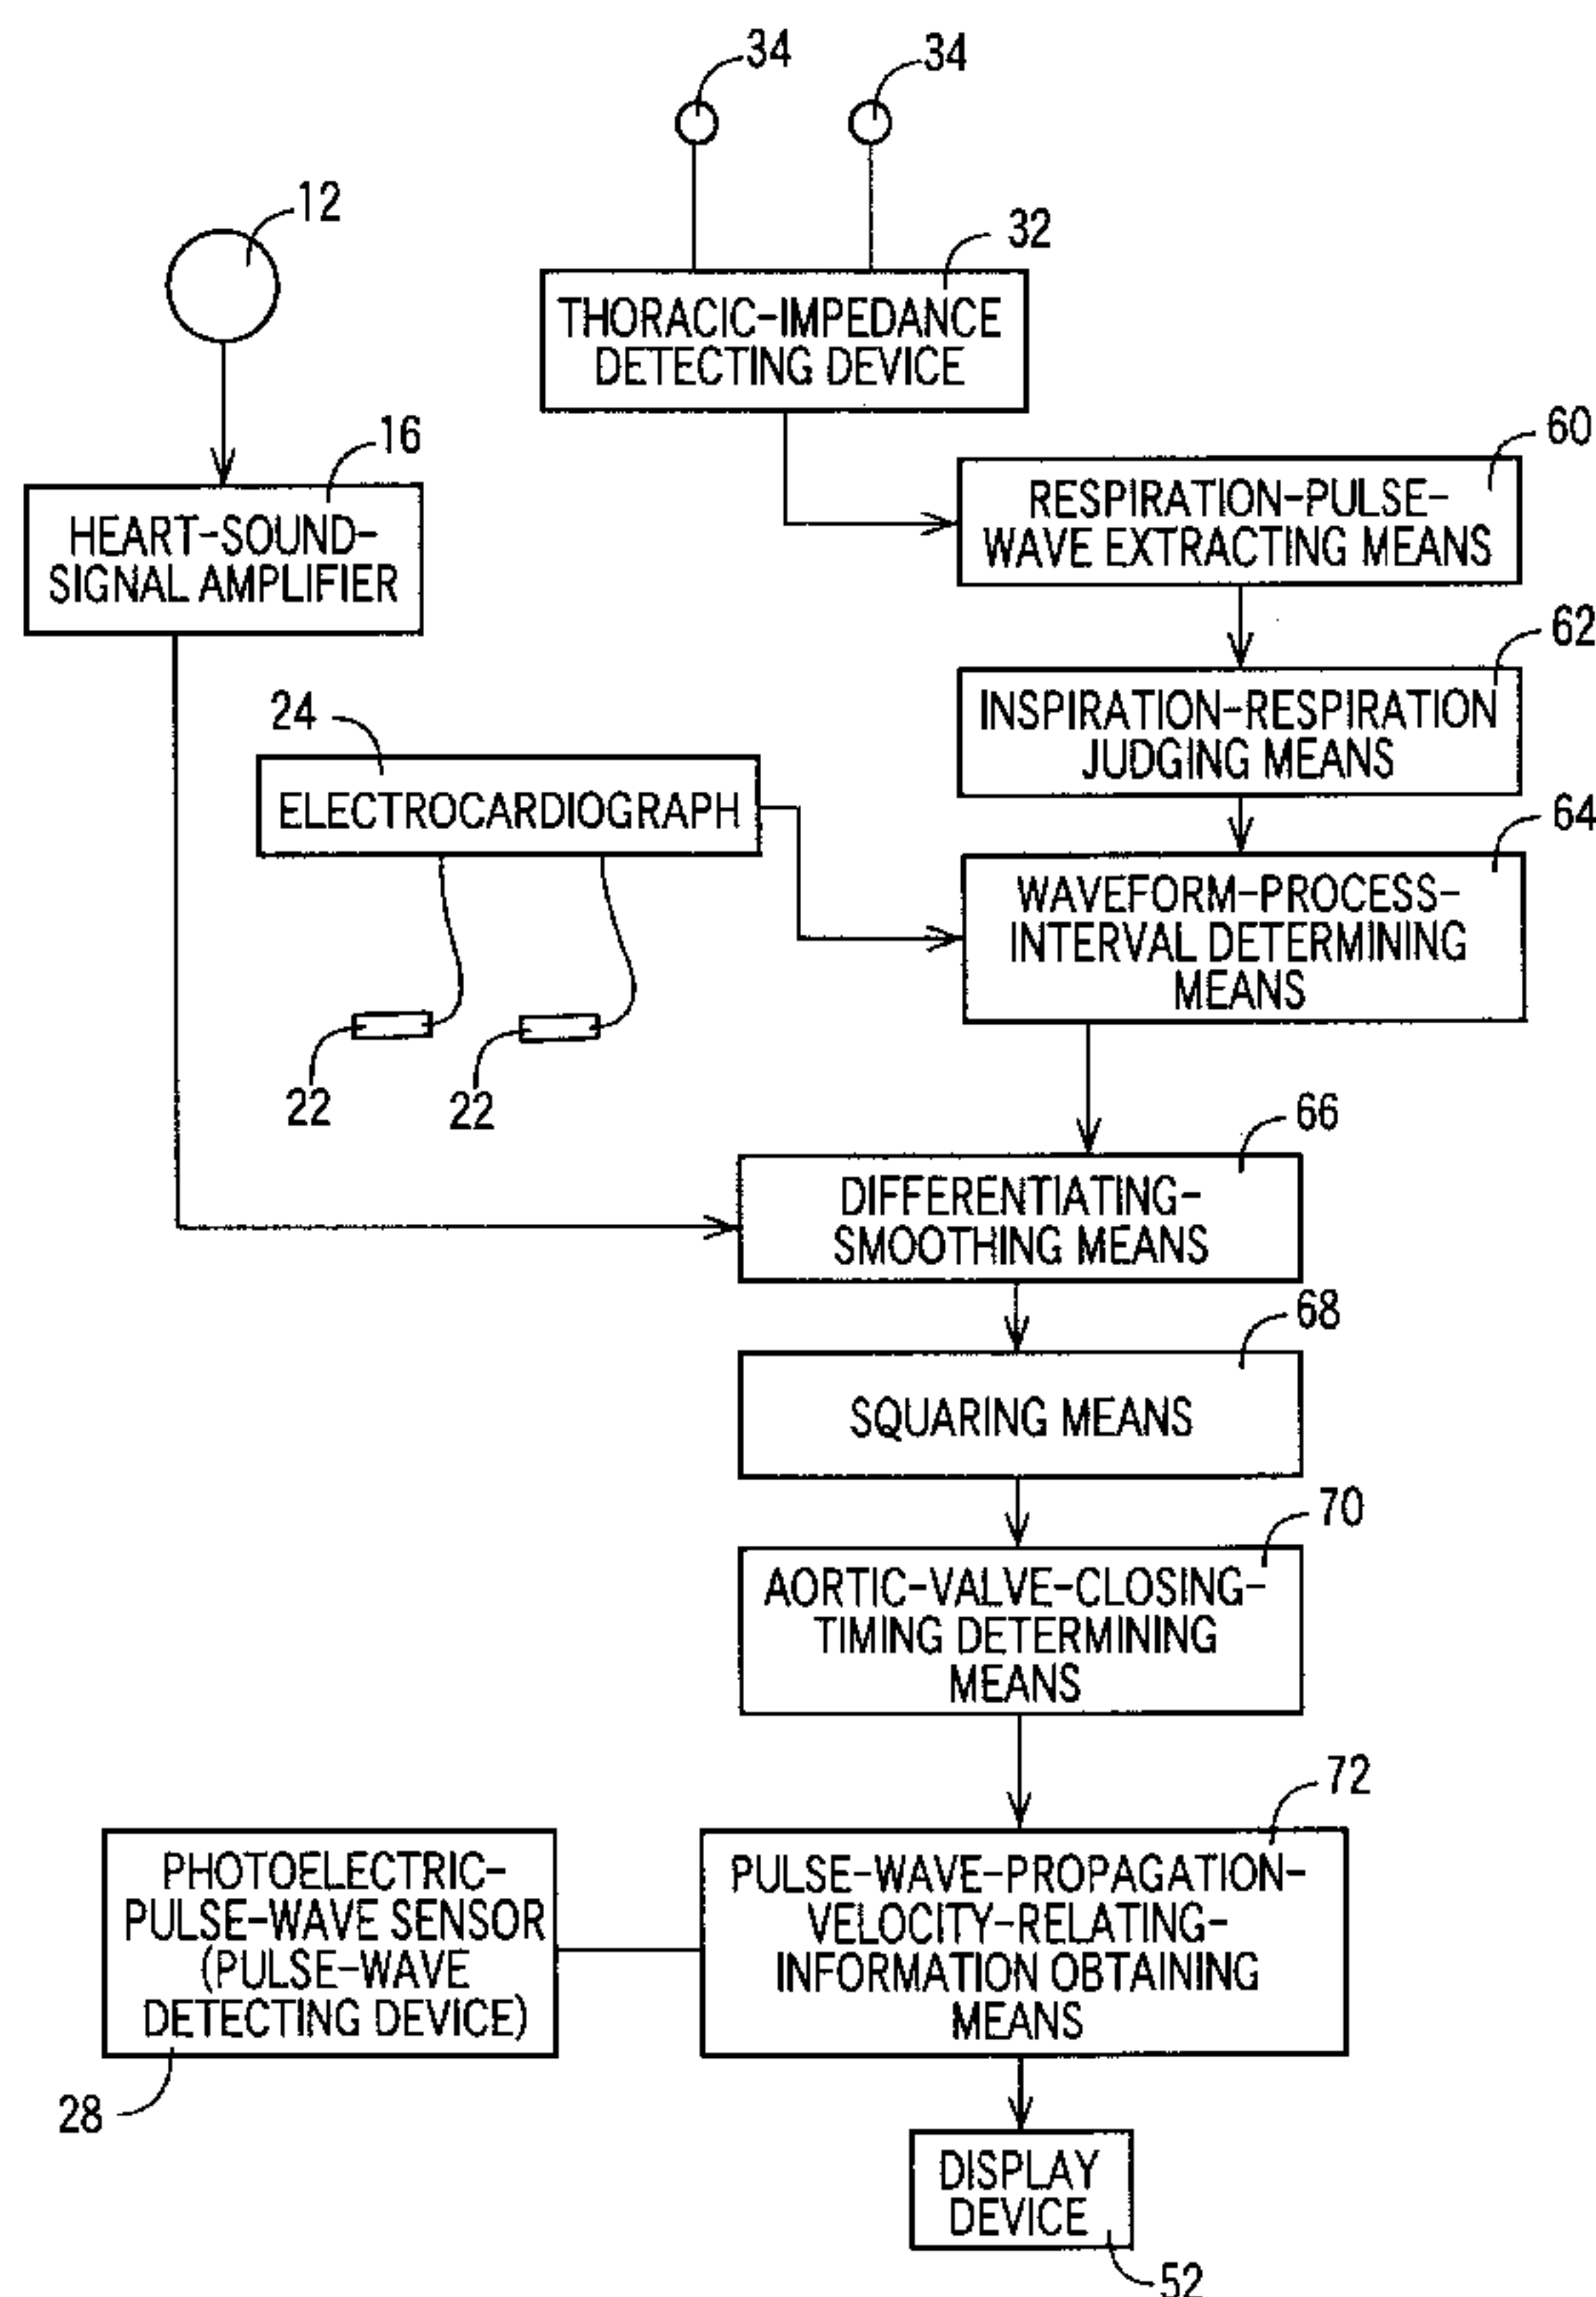 34
34
12
32
THORACIC-IMPEDANCE
DETECTING DEVICE
16
HEART-SOUND-
SIGNAL AMPLIFIER
60
RESPIRATION-PULSE-
WAVE EXTRACTING MEANS
62
INSPIRATION-RESPIRATION
JUDGING MEANS
24
ELECTROCARDIOGRAPH
64
WAVEFORM-PROCESS-
INTERVAL DETERMINING
MEANS
22
22
66
DIFFERENTIATING-
SMOOTHING MEANS
68
SQUARING MEANS
70
AORTIC-VALVE-CLOSING-
TIMING DETERMINING
MEANS
72
PHOTOELECTRIC-
PULSE-WAVE SENSOR
(PULSE-WAVE
DETECTING DEVICE)
28
PULSE-WAVE-PROPAGATION-
VELOCITY-RELATING-
INFORMATION OBTAINING
MEANS
DISPLAY
DEVICE
52